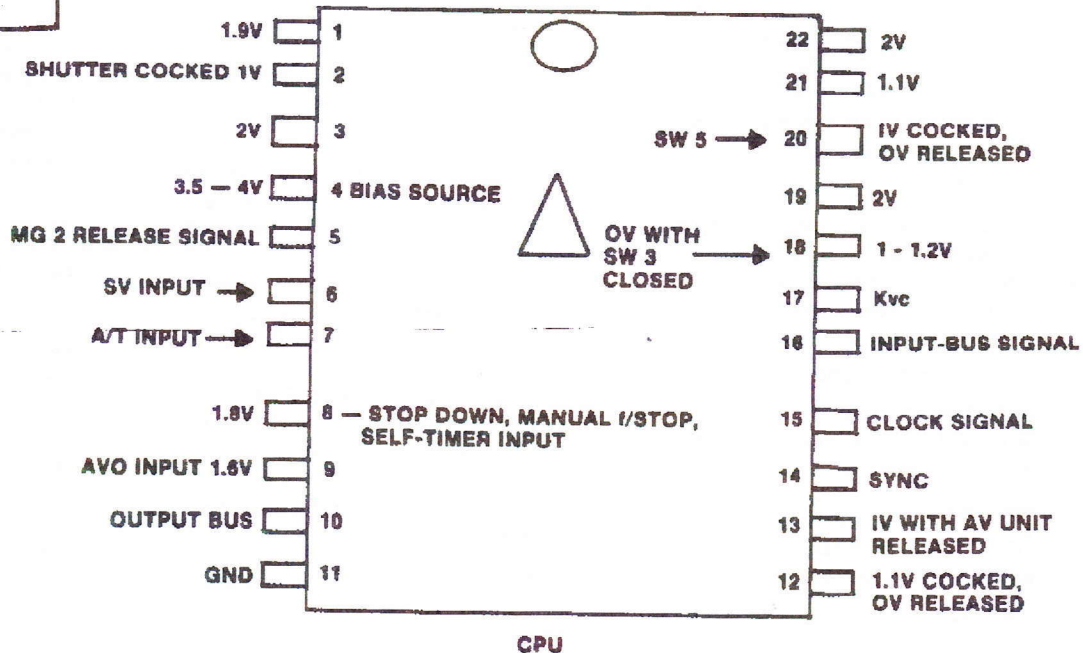 1.9V 1
SHUTTER COCKED 1V 2
2V 3
3.5 — 4V 4 BIAS SOURCE
MG 2 RELEASE SIGNAL 5
SV INPUT 6
A/T INPUT 7
1.8V 8 — STOP DOWN, MANUAL f/STOP,
SELF-TIMER INPUT
AVO INPUT 1.6V 9
OUTPUT BUS 10
GND 11
22 2V
21 1.1V
SW 5 20 IV COCKED,
OV RELEASED
19 2V
OV WITH
SW 3
CLOSED
18 1 - 1.2V
17 Kvc
16 INPUT-BUS SIGNAL
15 CLOCK SIGNAL
14 SYNC
13 IV WITH AV UNIT
RELEASED
12 1.1V COCKED,
OV RELEASED
CPU